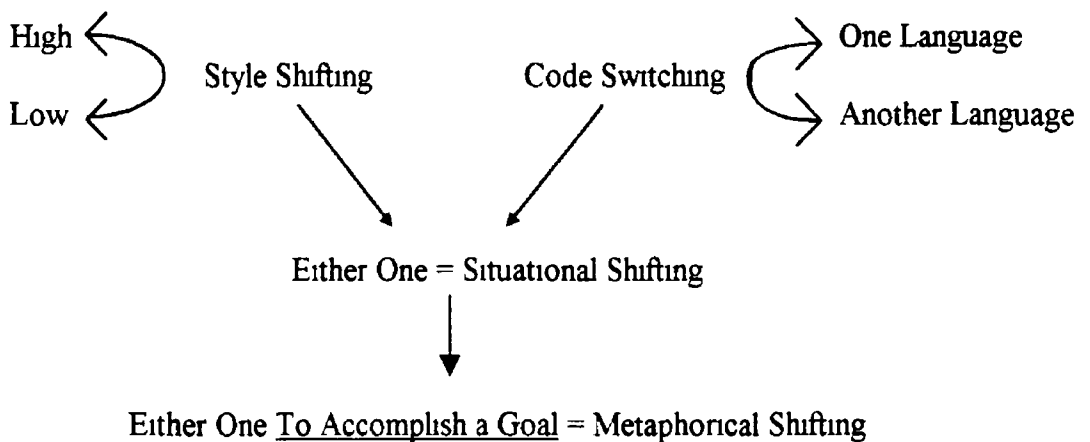 High
Low
Style Shifting
Code Switching
One Language
Another Language
Either One = Situational Shifting
Either One To Accomplish a Goal = Metaphorical Shifting